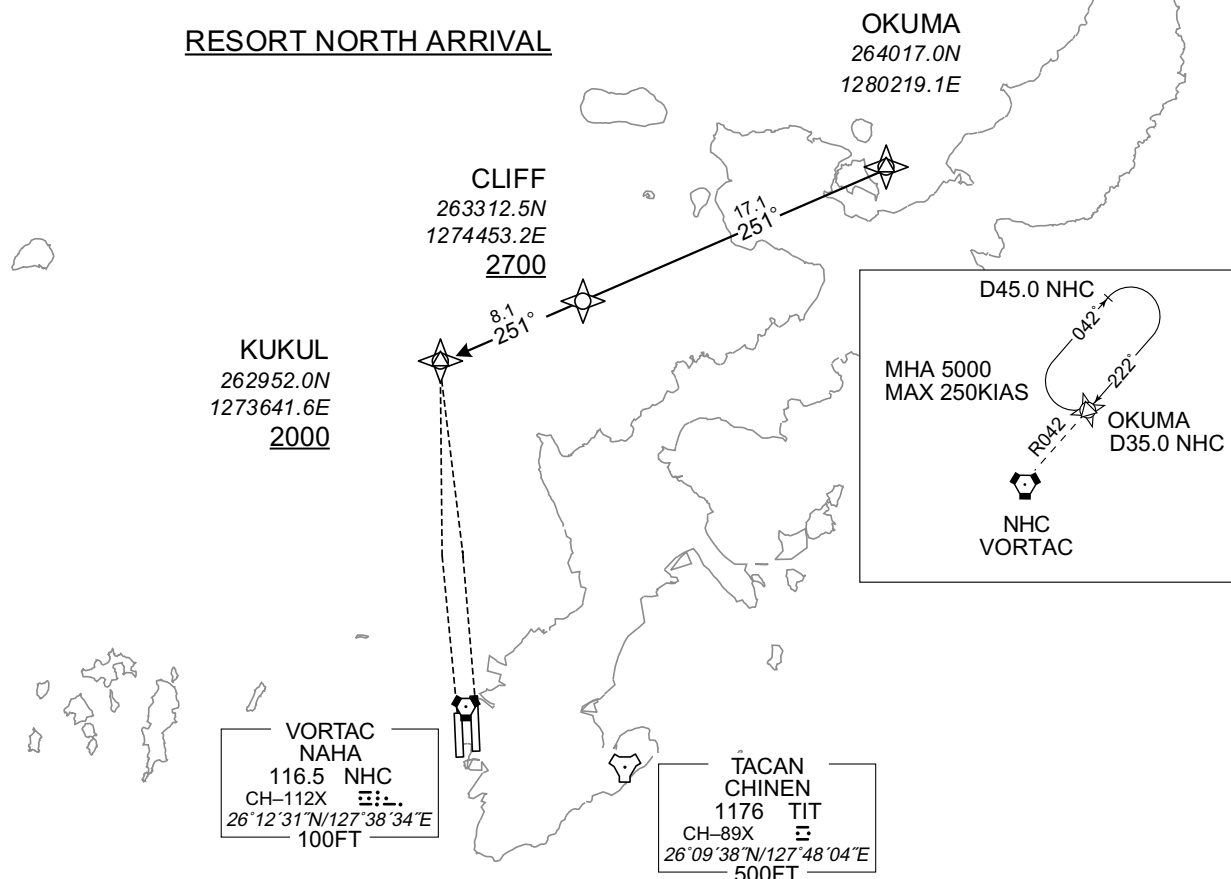 RESORT NORTH ARRIVAL
OKUMA
264017.0N
1280219.1E
CLIFF
263312.5N
1274453.2E
2700
17.1
251°
8.1
251°
KUKUL
262952.0N
1273641.6E
2000
D45.0 NHC
042°
222°
MHA 5000
MAX 250KIAS
OKUMA
D35.0 NHC
R042
NHC
VORTAC
VORTAC
NAHA
116.5 NHC
CH–112X
26°12´31˝N/127°38´34˝E
100FT
TACAN
CHINEN
1176 TIT
CH–89X
26°09´38˝N/127°48´04˝E
500FT